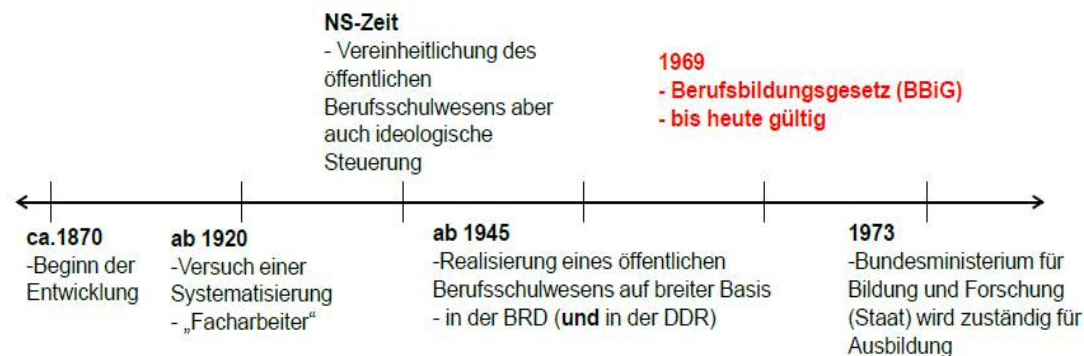 NS-Zeit
- Vereinheitlichung des
öffentlichen
Berufsschulwesens aber
auch ideologische
Steuerung
1969
- Berufsbildungsgesetz (BBiG)
- bis heute gültig
ca.1870
-Beginn der
Entwicklung
ab 1920
-Versuch einer
Systematisierung
- „Facharbeiter“
ab 1945
-Realisierung eines öffentlichen
Berufsschulwesens auf breiter Basis
- in der BRD (und in der DDR)
1973
-Bundesministerium für
Bildung und Forschung
(Staat) wird zuständig für
Ausbildung